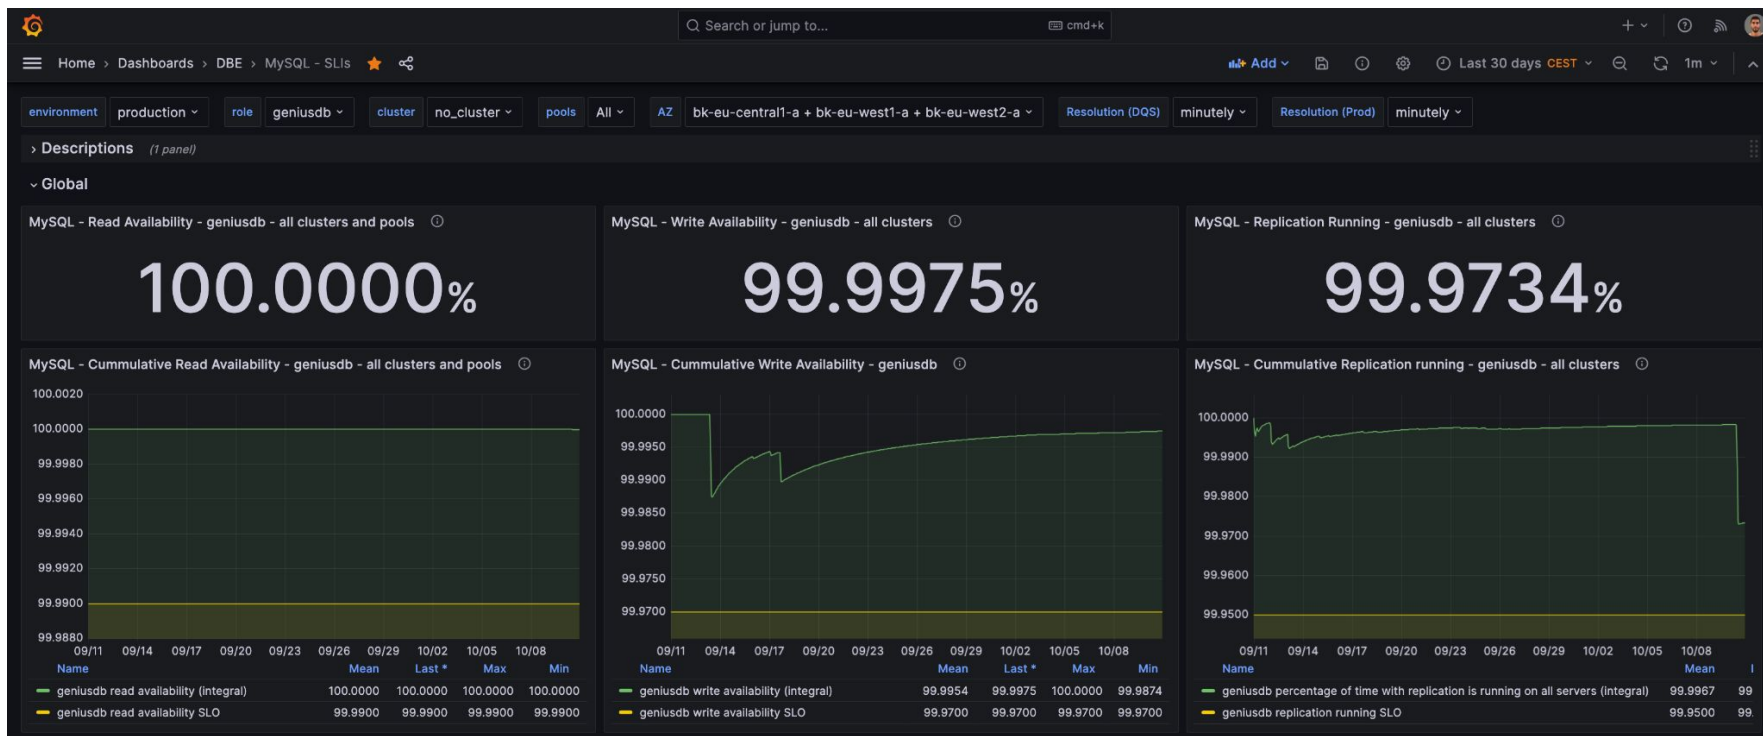 Search or jump to... cmd+k
Home › Dashboards › DBE › MySQL - SLIs Add Last 30 days CEST 1m
environment production role geniusdb cluster no_cluster pools All AZ bk-eu-central1-a + bk-eu-west1-a + bk-eu-west2-a Resolution (DQS) minutely Resolution (Prod) minutely
Descriptions (1 panel)
Global
MySQL - Read Availability - geniusdb - all clusters and pools
100.0000%
MySQL - Write Availability - geniusdb - all clusters
99.9975%
MySQL - Replication Running - geniusdb - all clusters
99.9734%
MySQL - Cummulative Read Availability - geniusdb - all clusters and pools
100.0020
100.0000
99.9980
99.9960
99.9940
99.9920
99.9900
99.9880
09/11 09/14 09/17 09/20 09/23 09/26 09/29 10/02 10/05 10/08
Name Mean Last * Max Min
geniusdb read availability (integral) 100.0000 100.0000 100.0000 100.0000
geniusdb read availability SLO 99.9900 99.9900 99.9900 99.9900
MySQL - Cummulative Write Availability - geniusdb
100.0000
99.9950
99.9900
99.9850
99.9800
99.9750
99.9700
09/11 09/14 09/17 09/20 09/23 09/26 09/29 10/02 10/05 10/08
Name Mean Last * Max Min
geniusdb write availability (integral) 99.9954 99.9975 100.0000 99.9874
geniusdb write availability SLO 99.9700 99.9700 99.9700 99.9700
MySQL - Cummulative Replication running - geniusdb - all clusters
100.0000
99.9900
99.9800
99.9700
99.9600
99.9500
09/11 09/14 09/17 09/20 09/23 09/26 09/29 10/02 10/05 10/08
Name Mean
geniusdb percentage of time with replication is running on all servers (integral) 99.9967 99
geniusdb replication running SLO 99.9500 99.